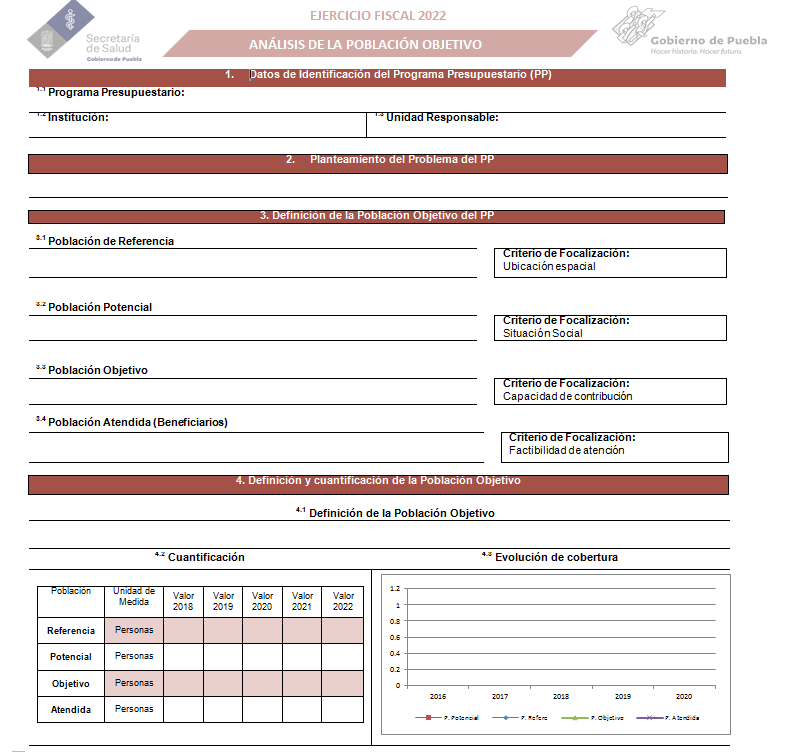 EJERCICIO FISCAL 2022
Secretaría
de Salud
Gobierno de Puebla
ANÁLISIS DE LA POBLACIÓN OBJETIVO
Gobierno de Puebla
Hacer historia. Hacer futuro.
1. Datos de Identificación del Programa Presupuestario (PP)
1.1 Programa Presupuestario:
1.2 Institución:
1.3 Unidad Responsable:
2. Planteamiento del Problema del PP
3. Definición de la Población Objetivo del PP
3.1 Población de Referencia
Criterio de Focalización:
Ubicación espacial
3.2 Población Potencial
Criterio de Focalización:
Situación Social
3.3 Población Objetivo
Criterio de Focalización:
Capacidad de contribución
3.4 Población Atendida (Beneficiarios)
Criterio de Focalización:
Factibilidad de atención
4. Definición y cuantificación de la Población Objetivo
4.1 Definición de la Población Objetivo
4.2 Cuantificación
4.3 Evolución de cobertura
Población Unidad de Medida Valor 2018 Valor 2019 Valor 2020 Valor 2021 Valor 2022
Referencia Personas
Potencial Personas
Objetivo Personas
Atendida Personas
1.2
1
0.8
0.6
0.4
0.2
0
2016 2017 2018 2019 2020
P. Potencial P. Refere P. Objetivo P. Atendida